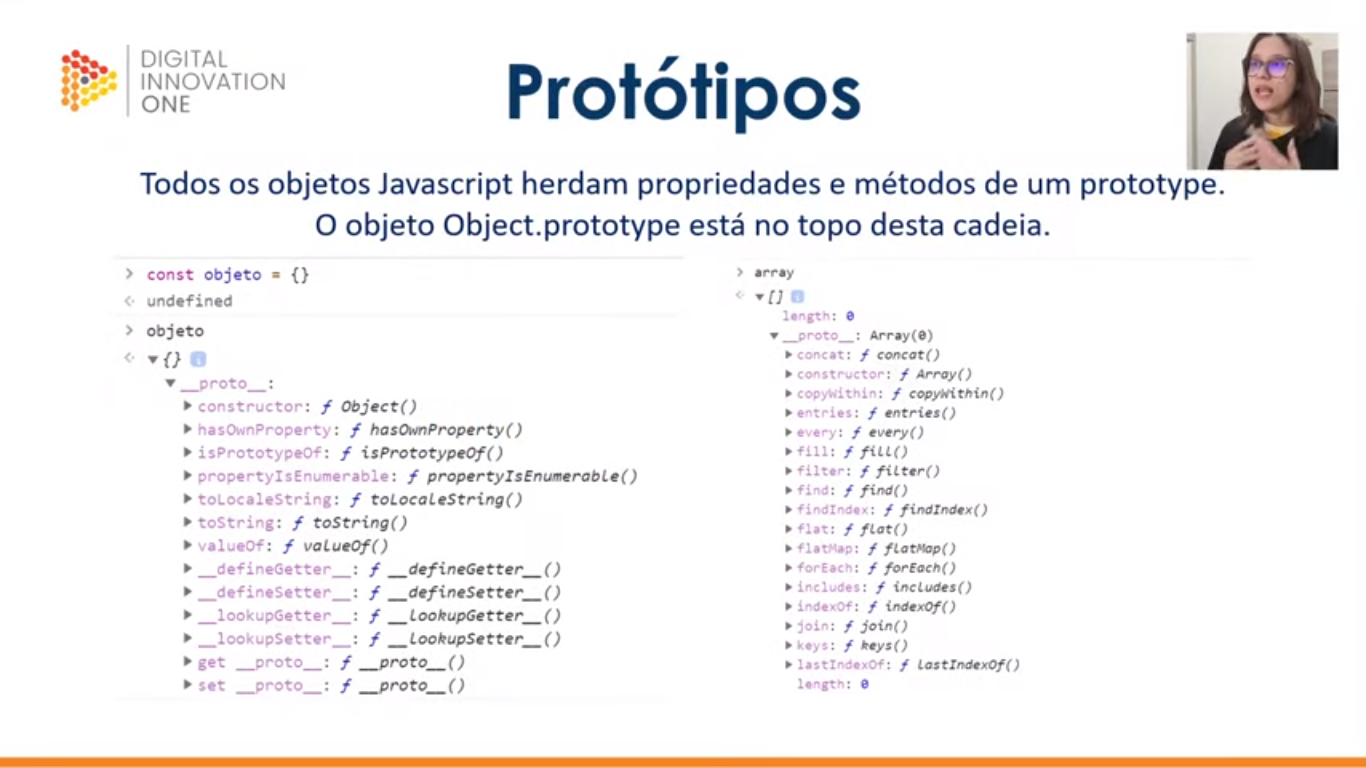 DIGITAL
INNOVATION
ONE
Protótipos
Todos os objetos Javascript herdam propriedades e métodos de um prototype.
O objeto Object.prototype está no topo desta cadeia.
> const objeto = {}
<· undefined
> objeto
<· ▼{} i
▼__proto__:
▶constructor: ƒ Object()
▶hasOwnProperty: ƒ hasOwnProperty()
▶isPrototypeOf: ƒ isPrototypeOf()
▶propertyIsEnumerable: ƒ propertyIsEnumerable()
▶toLocaleString: ƒ toLocaleString()
▶toString: ƒ toString()
▶valueOf: ƒ valueOf()
▶__defineGetter__: ƒ __defineGetter__()
▶__defineSetter__: ƒ __defineSetter__()
▶__lookupGetter__: ƒ __lookupGetter__()
▶__lookupSetter__: ƒ __lookupSetter__()
▶get __proto__: ƒ __proto__()
▶set __proto__: ƒ __proto__()
> array
<· ▼[] i
length: 0
▼__proto__: Array(0)
▶concat: ƒ concat()
▶constructor: ƒ Array()
▶copyWithin: ƒ copyWithin()
▶entries: ƒ entries()
▶every: ƒ every()
▶fill: ƒ fill()
▶filter: ƒ filter()
▶find: ƒ find()
▶findIndex: ƒ findIndex()
▶flat: ƒ flat()
▶flatMap: ƒ flatMap()
▶forEach: ƒ forEach()
▶includes: ƒ includes()
▶indexOf: ƒ indexOf()
▶join: ƒ join()
▶keys: ƒ keys()
▶lastIndexOf: ƒ lastIndexOf()
length: 0